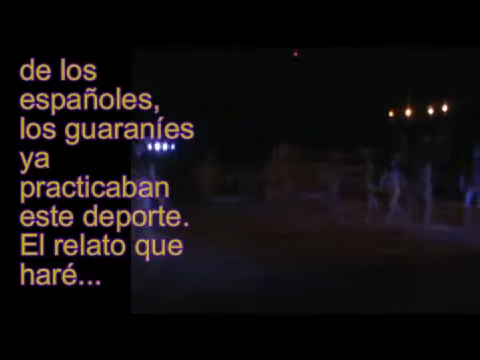 de los
españoles,
los guaraníes
ya
practicaban
este deporte.
El relato que
haré...